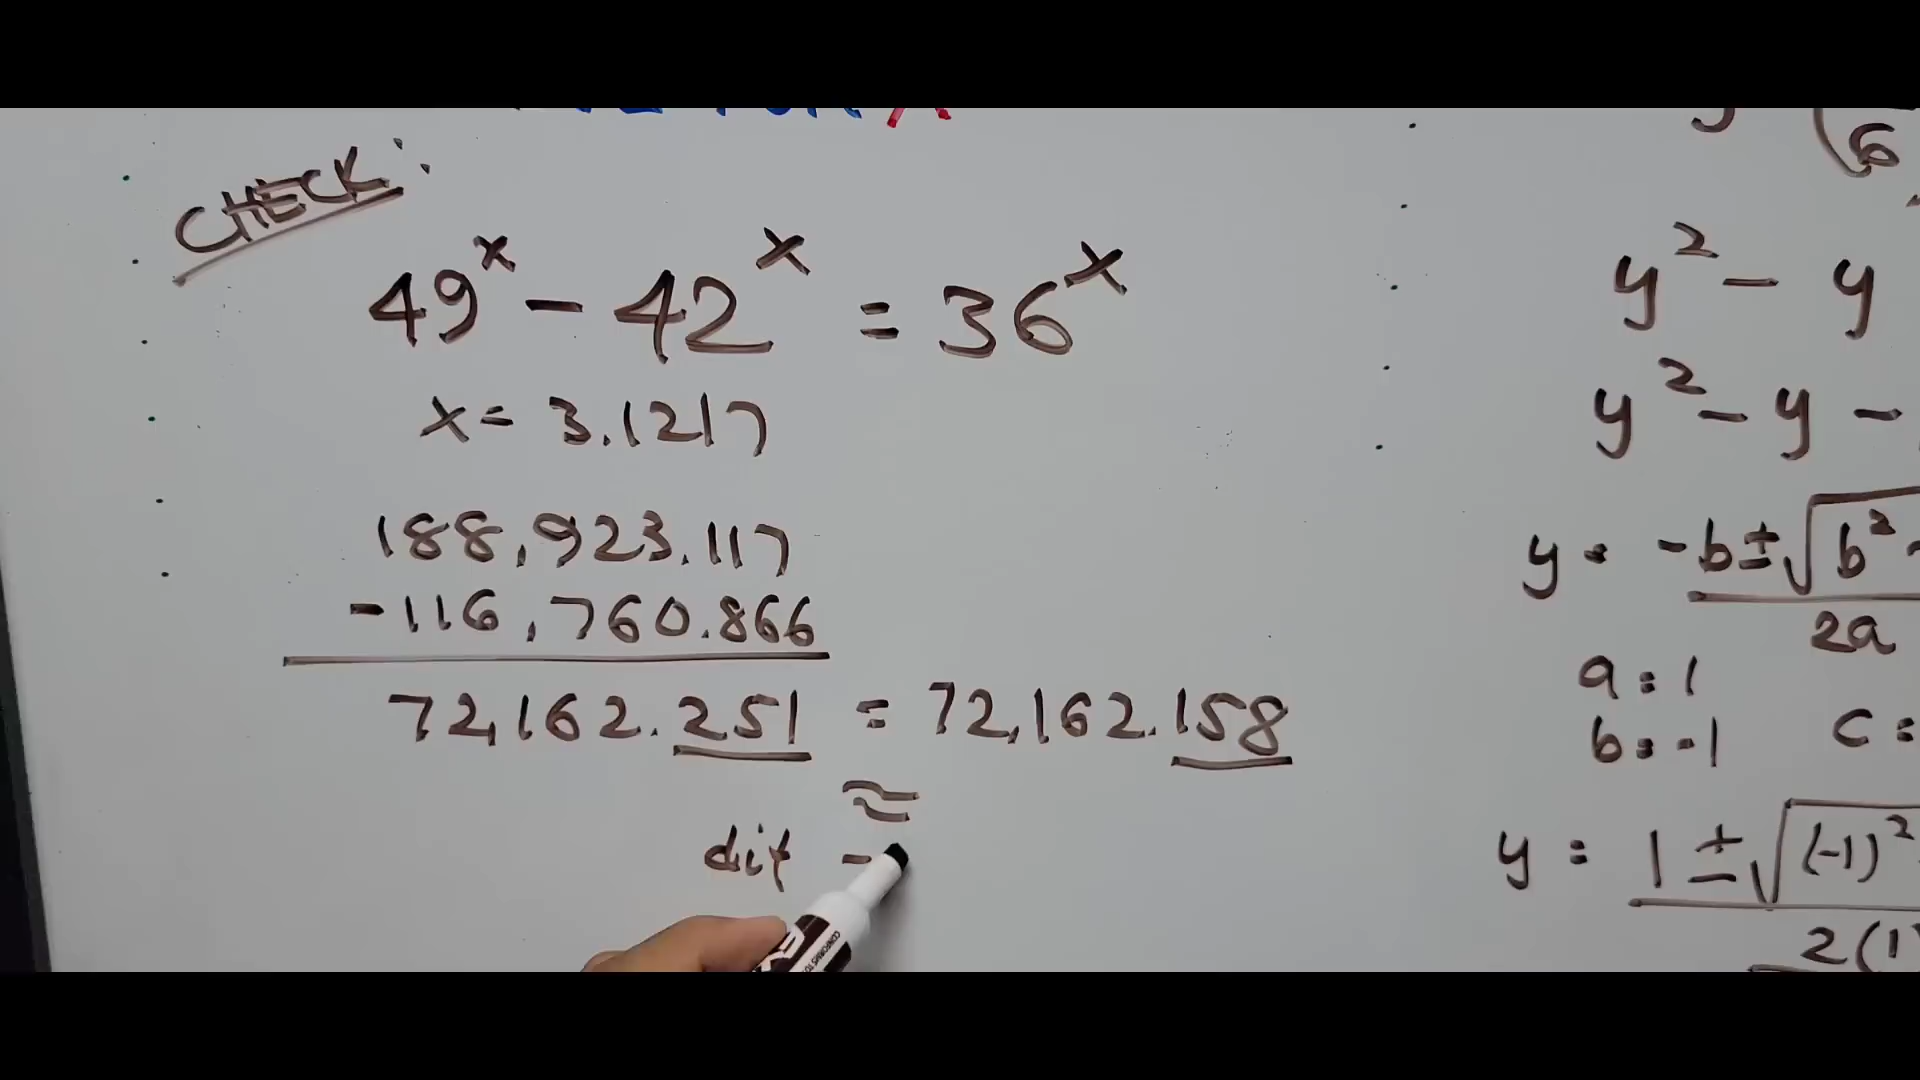 CHECK:
49^x - 42^x = 36^x
x = 3.1217
188,923.117
-116,760.866
72,162.251 = 72,162.158
≈
dif -
6
y² - y
y² - y -
y = -b±√b² -
2a
a = 1
b = -1 c =
y = 1 ± √(-1)²
2(1)